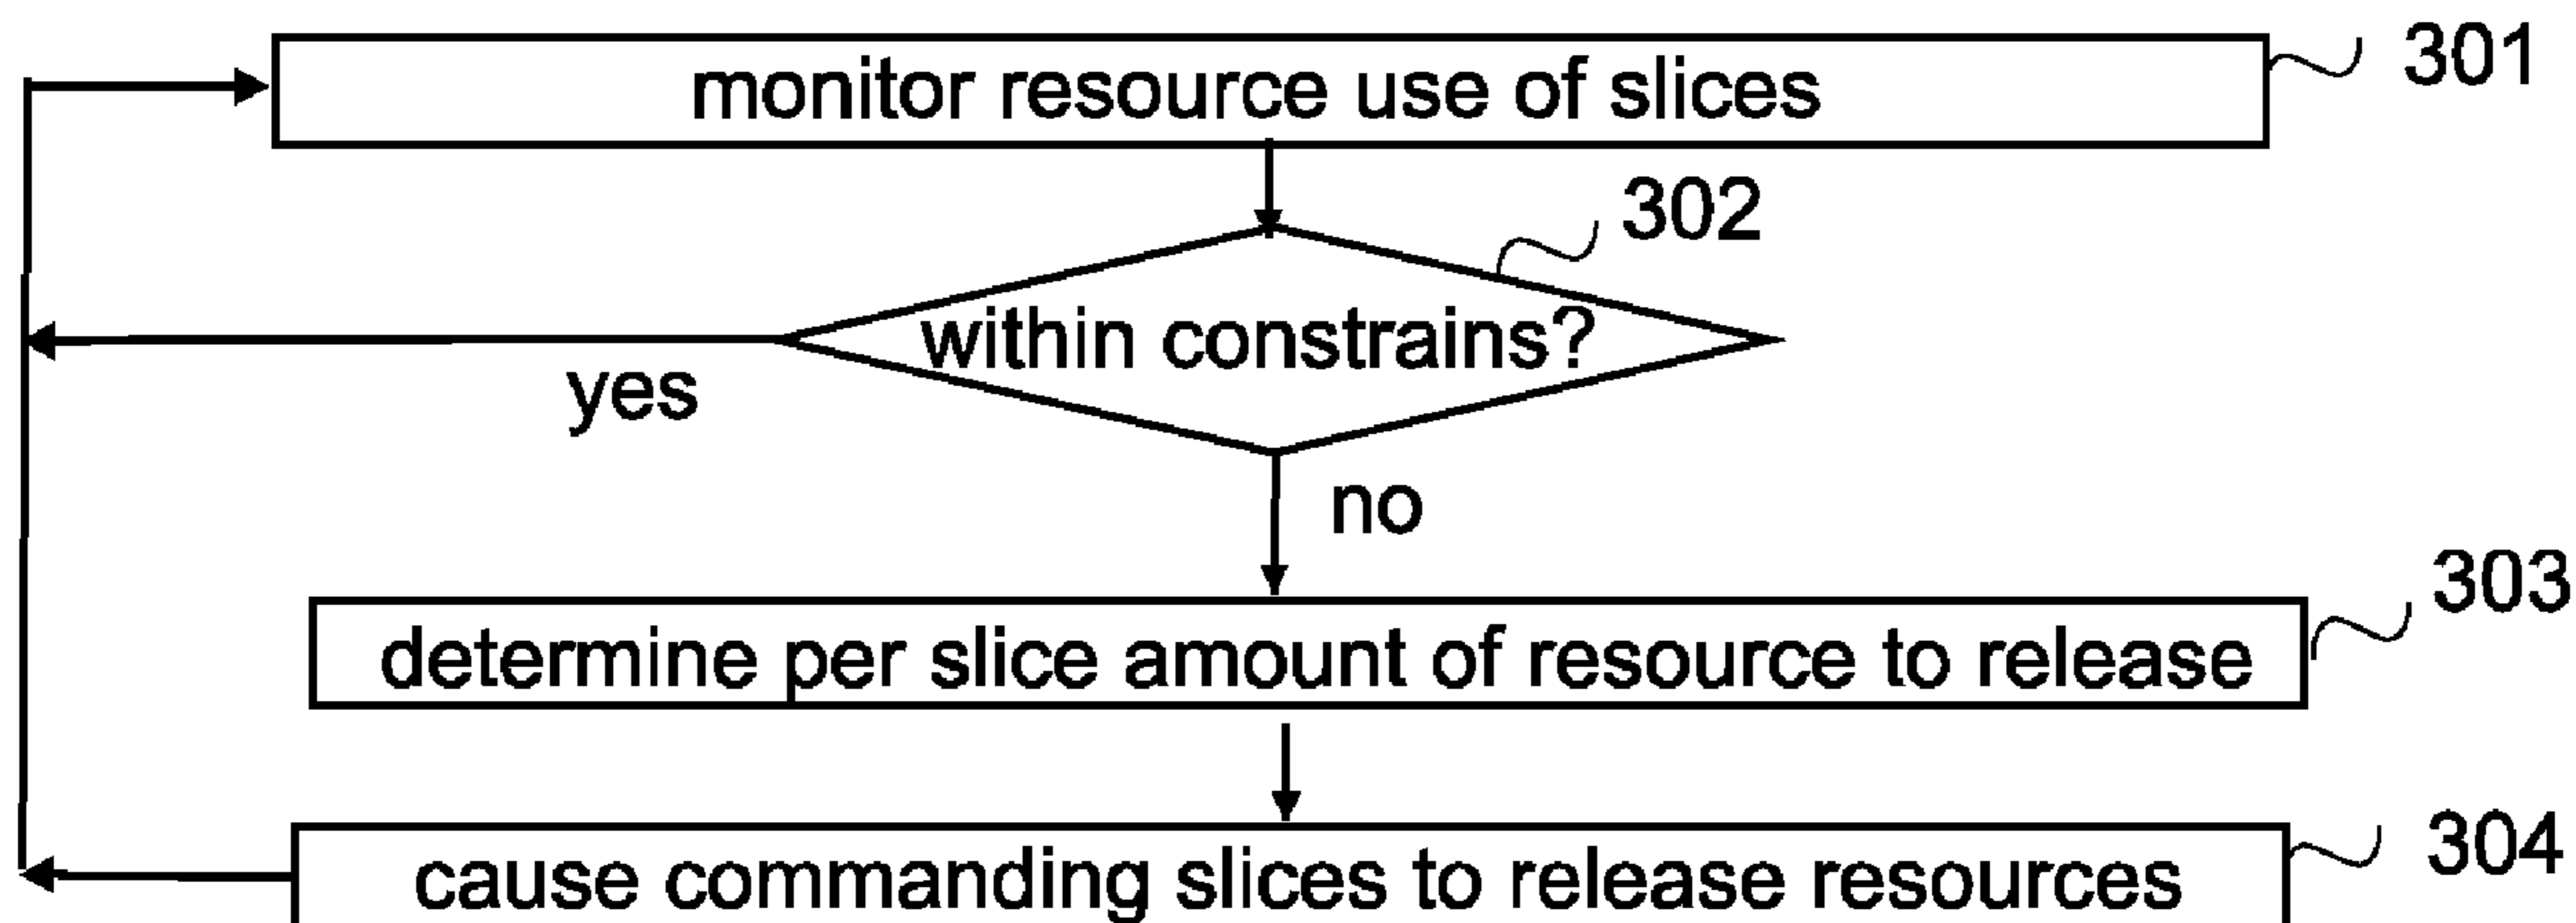 monitor resource use of slices
301
302
within constrains?
yes
no
303
determine per slice amount of resource to release
304
cause commanding slices to release resources